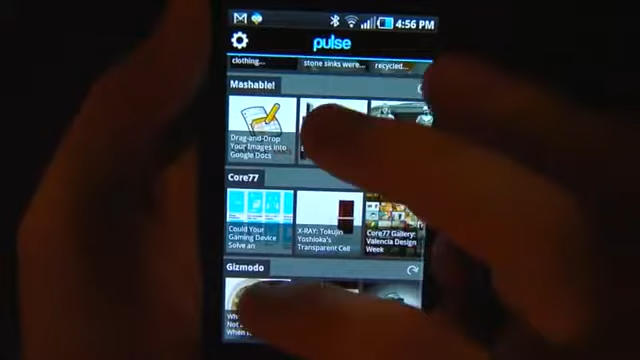 4:56 PM
pulse
clothing...
stone sinks were...
recycled...
Mashable!
Drag-and-Drop
Your Images Into
Google Docs
Core77
Could Your
Gaming Device
Solve an
X-RAY: Tokujin
Yoshioka's
Transparent Cell
Core77 Gallery:
Valencia Design
Week
Gizmodo